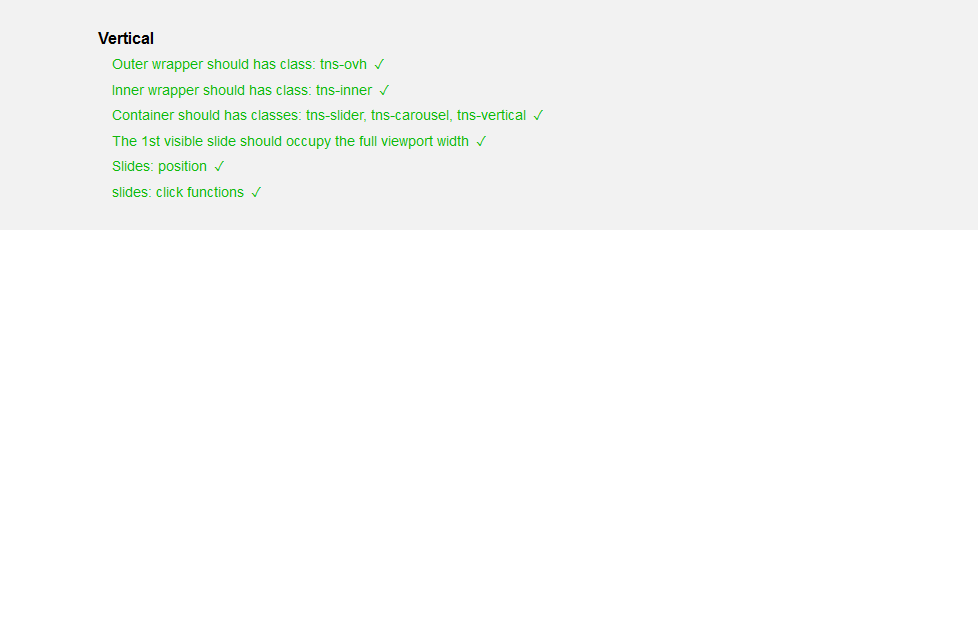 Vertical
Outer wrapper should has class: tns-ovh ✓
Inner wrapper should has class: tns-inner ✓
Container should has classes: tns-slider, tns-carousel, tns-vertical ✓
The 1st visible slide should occupy the full viewport width ✓
Slides: position ✓
slides: click functions ✓